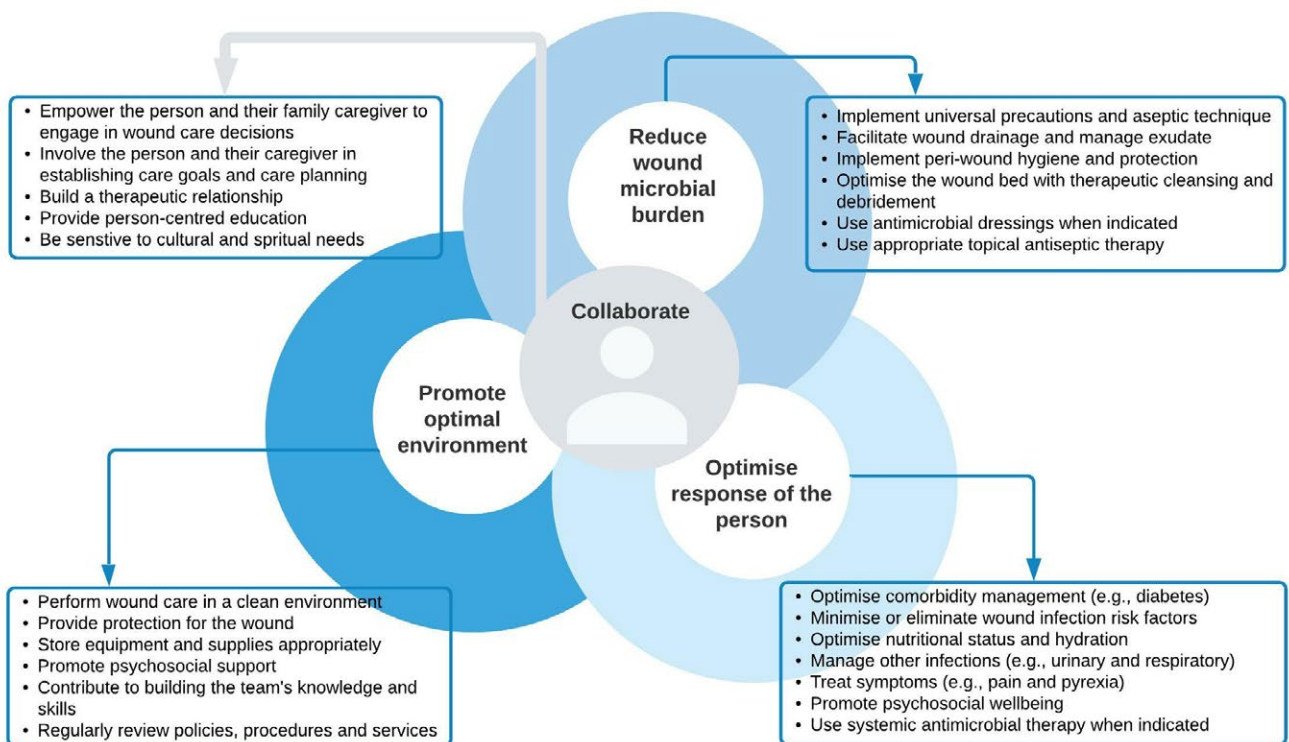 • Empower the person and their family caregiver to
engage in wound care decisions
• Involve the person and their caregiver in
establishing care goals and care planning
• Build a therapeutic relationship
• Provide person-centred education
• Be senstive to cultural and spritual needs
Reduce
wound
microbial
burden
• Implement universal precautions and aseptic technique
• Facilitate wound drainage and manage exudate
• Implement peri-wound hygiene and protection
• Optimise the wound bed with therapeutic cleansing and
debridement
• Use antimicrobial dressings when indicated
• Use appropriate topical antiseptic therapy
Collaborate
Promote
optimal
environment
Optimise
response of the
person
• Perform wound care in a clean environment
• Provide protection for the wound
• Store equipment and supplies appropriately
• Promote psychosocial support
• Contribute to building the team's knowledge and
skills
• Regularly review policies, procedures and services
• Optimise comorbidity management (e.g., diabetes)
• Minimise or eliminate wound infection risk factors
• Optimise nutritional status and hydration
• Manage other infections (e.g., urinary and respiratory)
• Treat symptoms (e.g., pain and pyrexia)
• Promote psychosocial wellbeing
• Use systemic antimicrobial therapy when indicated